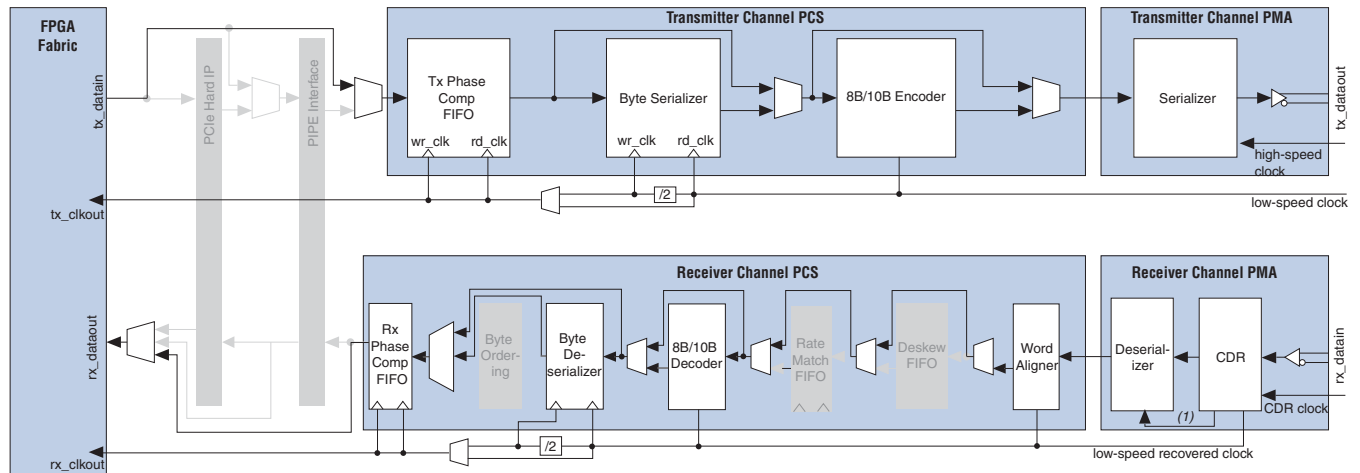 FPGA
Fabric
Transmitter Channel PCS
Transmitter Channel PMA
tx_datain
PCIe Hard IP
PIPE Interface
Tx Phase
Comp
FIFO
wr_clk
rd_clk
Byte Serializer
wr_clk
rd_clk
8B/10B Encoder
Serializer
tx_dataout
high-speed
clock
/2
tx_clkout
low-speed clock
Receiver Channel PCS
Receiver Channel PMA
rx_dataout
Rx
Phase
Comp
FIFO
Byte
Order-
ing
Byte
De-
serializer
8B/10B
Decoder
Rate
Match
FIFO
Deskew
FIFO
Word
Aligner
Deserial-
izer
CDR
rx_datain
CDR clock
(1)
/2
rx_clkout
low-speed recovered clock